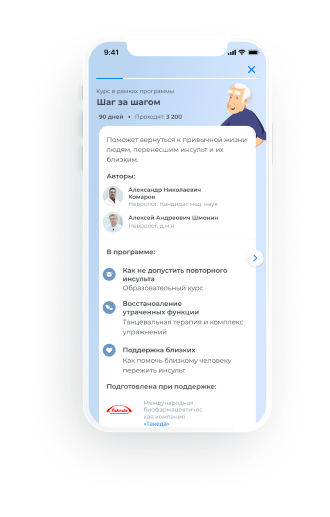 9:41
Курс в рамках программы
Шаг за шагом
90 дней • Проходят 3 200
Поможет вернуться к привычной жизни
людям, перенесшим инсульт и их
близким.
Авторы:
Александр Николаевич
Комаров
Невролог. Кандидат мед. наук
Алексей Андреевич Шмонин
Невролог, д.м.н
В программе:
Как не допустить повторного
инсульта
Образовательный курс
Восстановление
утраченных функции
Танцевальная терапия и комплекс
упражнений
Поддержка близких
Как помочь близкому человеку
пережить инсульт
Подготовлена при поддержке:
Takeda
Международная
биофармацевтичес
кая компания
«Такеда»